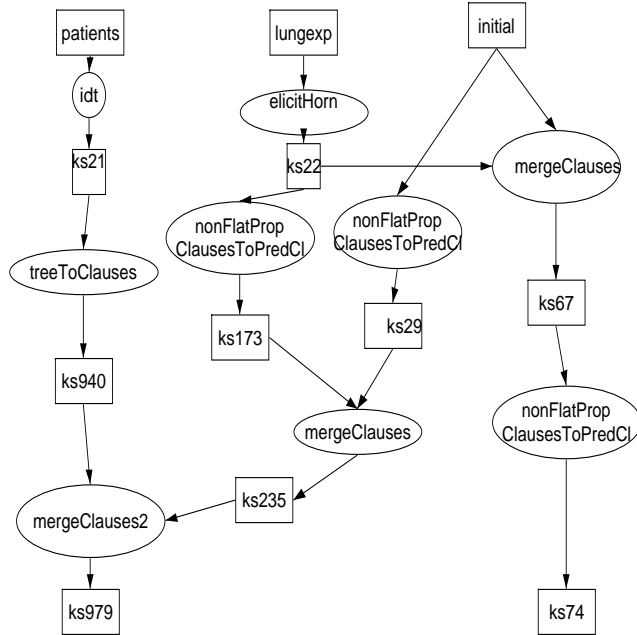 patients
lungexp
initial
idt
elicitHorn
ks21
ks22
mergeClauses
nonFlatProp
ClausesToPredCl
nonFlatProp
ClausesToPredCl
treeToClauses
ks173
ks29
ks67
ks940
nonFlatProp
ClausesToPredCl
mergeClauses
ks235
mergeClauses2
ks979
ks74